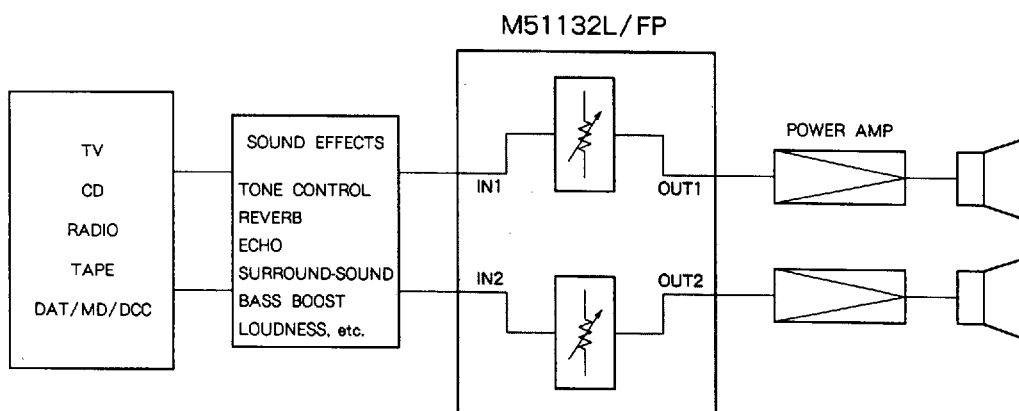 M51132L/FP
TV
CD
RADIO
TAPE
DAT/MD/DCC
SOUND EFFECTS
TONE CONTROL
REVERB
ECHO
SURROUND-SOUND
BASS BOOST
LOUDNESS, etc.
IN1
OUT1
IN2
OUT2
POWER AMP